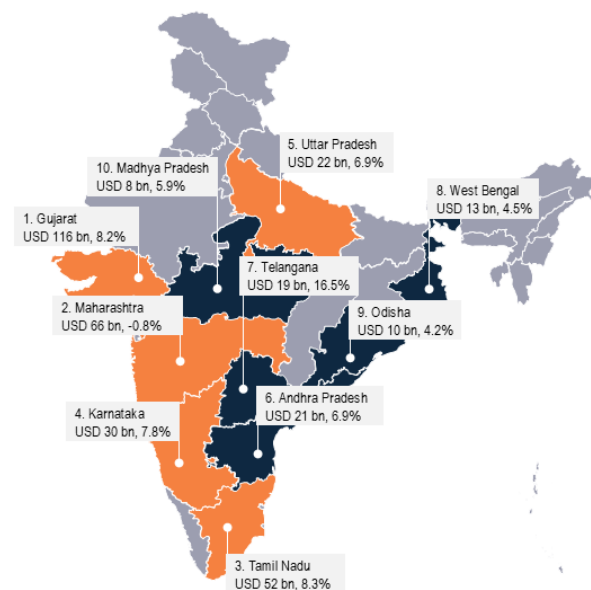 5. Uttar Pradesh
USD 22 bn, 6.9%
10. Madhya Pradesh
USD 8 bn, 5.9%
8. West Bengal
USD 13 bn, 4.5%
1. Gujarat
USD 116 bn, 8.2%
7. Telangana
USD 19 bn, 16.5%
2. Maharashtra
USD 66 bn, -0.8%
9. Odisha
USD 10 bn, 4.2%
6. Andhra Pradesh
USD 21 bn, 6.9%
4. Karnataka
USD 30 bn, 7.8%
3. Tamil Nadu
USD 52 bn, 8.3%